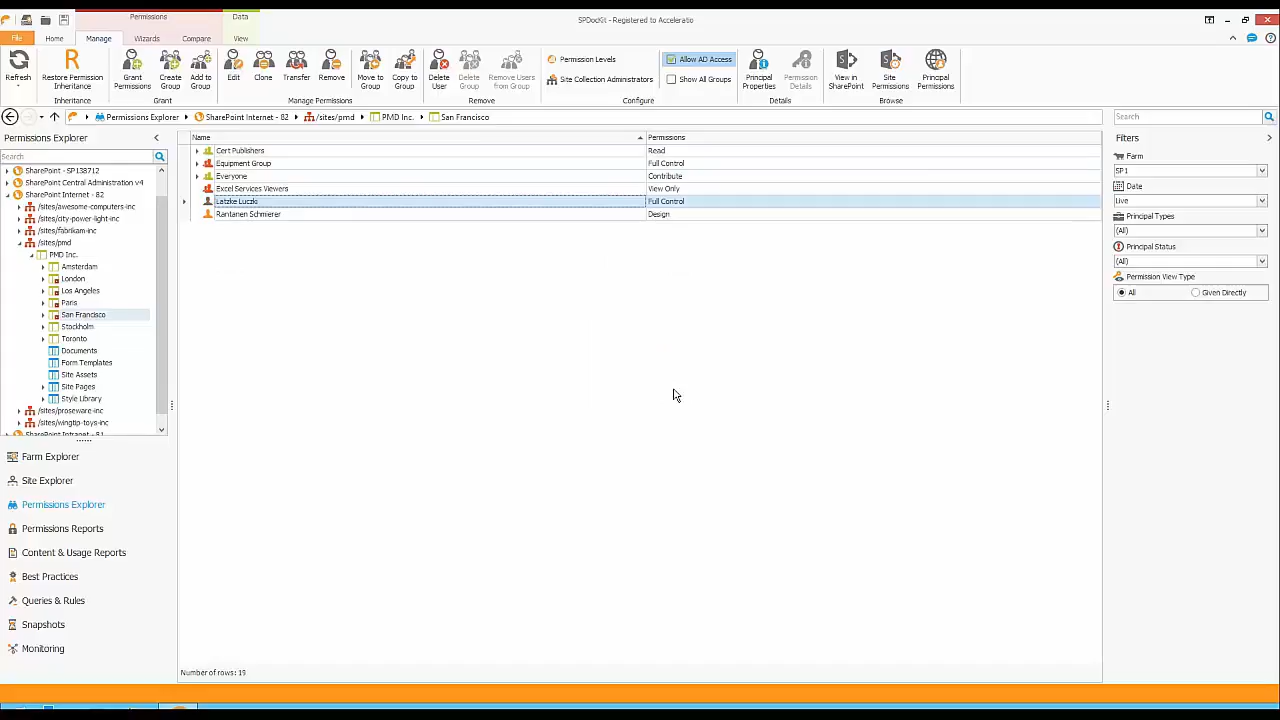 SPDocKit - Registered to Acceleratio
Permissions
Data
File
Home
Manage
Wizards
Compare
View
Refresh
Restore Permission Inheritance
Inheritance
Grant Permissions
Create Group
Add to Group
Grant
Edit
Clone
Transfer
Remove
Move to Group
Copy to Group
Manage Permissions
Delete User
Delete Group
Remove Users from Group
Remove
Permission Levels
Site Collection Administrators
Allow AD Access
Show All Groups
Configure
Principal Properties
Permission Details
Details
View in SharePoint
Site Permissions
Principal Permissions
Browse
Permissions Explorer
SharePoint Internet - 82
/sites/pmd
PMD Inc.
San Francisco
Search
Permissions Explorer
Search
SharePoint - SP138712
SharePoint Central Administration v4
SharePoint Internet - 82
/sites/awesome-computers-inc
/sites/city-power-light-inc
/sites/fabrikam-inc
/sites/pmd
PMD Inc.
Amsterdam
London
Los Angeles
Paris
San Francisco
Stockholm
Toronto
Documents
Form Templates
Site Assets
Site Pages
Style Library
/sites/proseware-inc
/sites/wingtip-toys-inc
SharePoint Intranet - 81
Farm Explorer
Site Explorer
Permissions Explorer
Permissions Reports
Content & Usage Reports
Best Practices
Queries & Rules
Snapshots
Monitoring
Name Permissions
Cert Publishers Read
Equipment Group Full Control
Everyone Contribute
Excel Services Viewers View Only
Latzke Luczki Full Control
Rantanen Schmierer Design
Number of rows: 19
Filters
Farm
SP1
Date
Live
Principal Types
(All)
Principal Status
(All)
Permission View Type
All
Given Directly